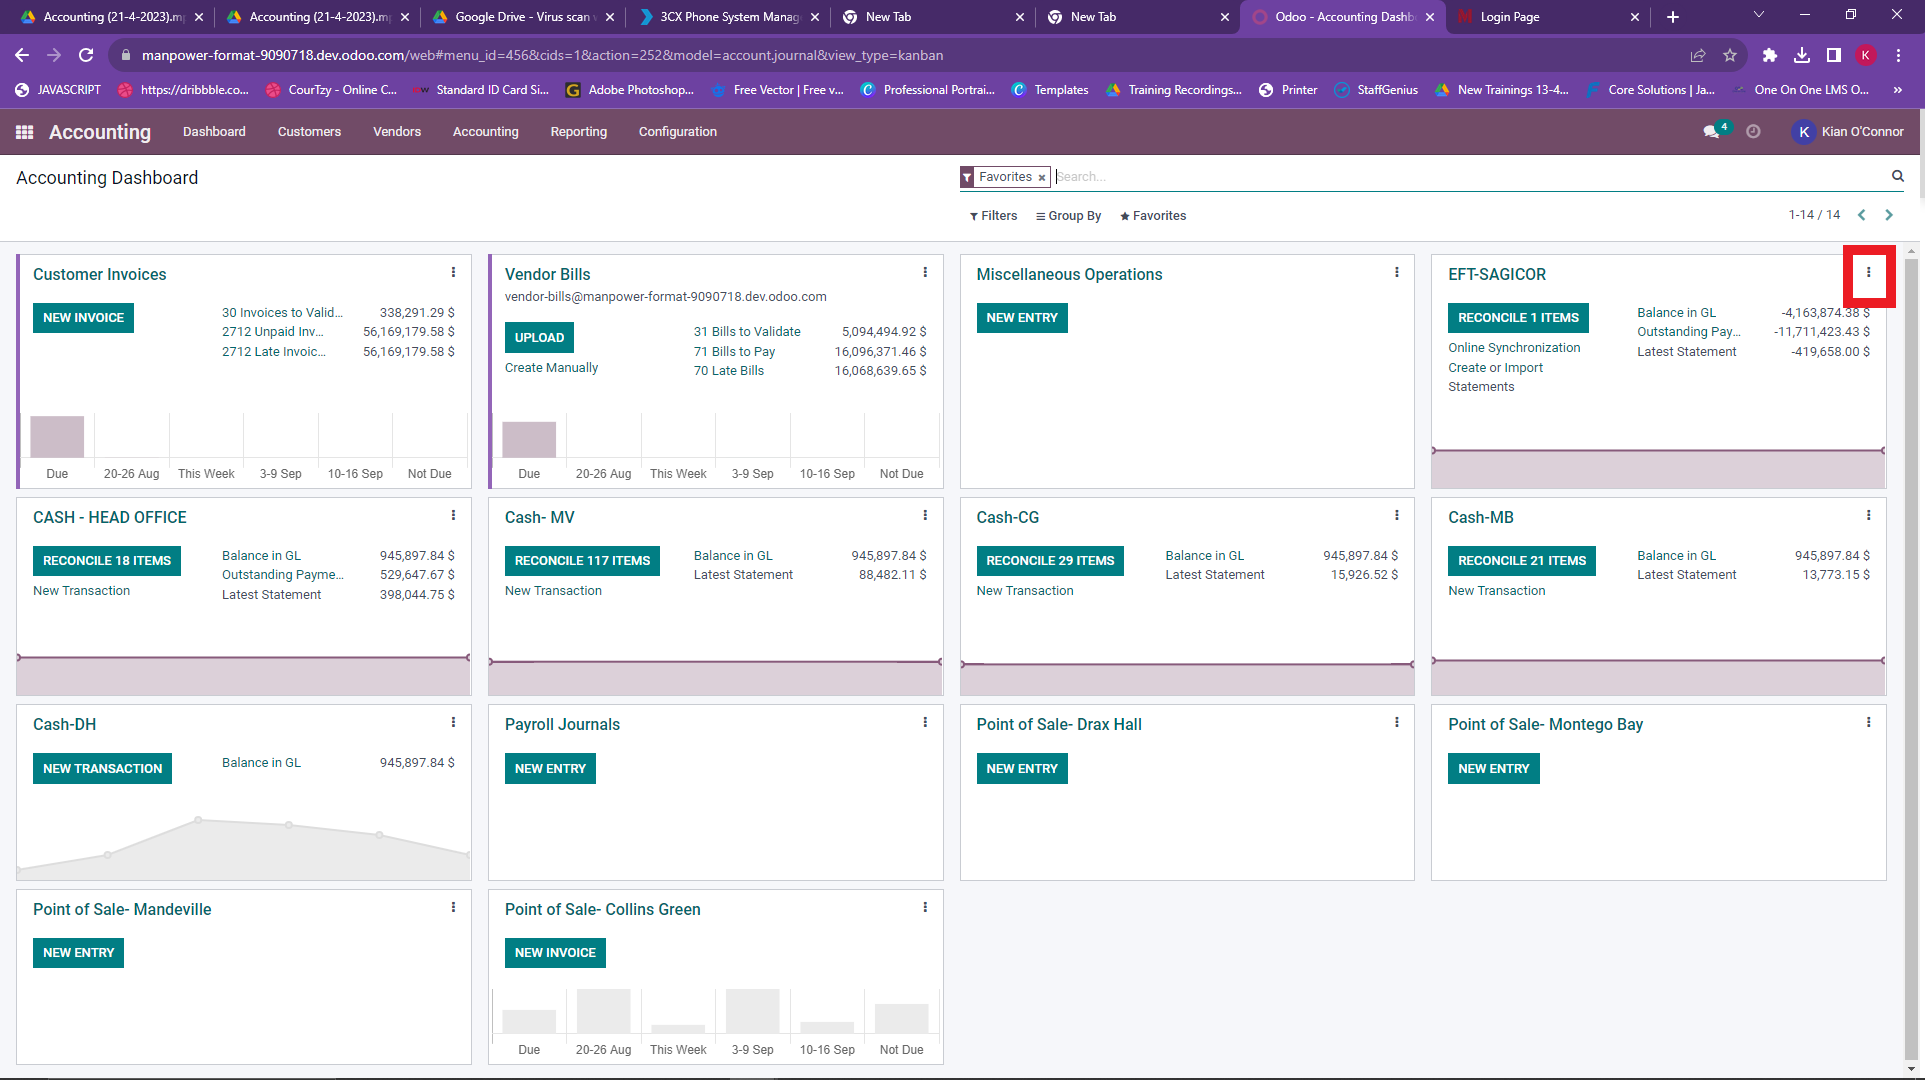 Accounting (21-4-2023).m
Accounting (21-4-2023).m
Google Drive - Virus scan
3CX Phone System Manag
New Tab
New Tab
Odoo - Accounting Dashb
Login Page
manpower-format-9090718.dev.odoo.com/web#menu_id=456&cids=1&action=252&model=account.journal&view_type=kanban
K
JAVASCRIPT
https://dribbble.co...
CourTzy - Online C...
Standard ID Card Si...
Adobe Photoshop...
Free Vector | Free v...
Professional Portrai...
Templates
Training Recordings...
Printer
StaffGenius
New Trainings 13-4...
Core Solutions | Ja...
One On One LMS O...
»
Accounting
Dashboard
Customers
Vendors
Accounting
Reporting
Configuration
4
K
Kian O'Connor
Accounting Dashboard
Favorites ×
Search...
Filters
Group By
Favorites
1-14 / 14
Customer Invoices
NEW INVOICE
30 Invoices to Valid... 338,291.29 $
2712 Unpaid Inv... 56,169,179.58 $
2712 Late Invoic... 56,169,179.58 $
Due 20-26 Aug This Week 3-9 Sep 10-16 Sep Not Due
Vendor Bills
vendor-bills@manpower-format-9090718.dev.odoo.com
UPLOAD
Create Manually
31 Bills to Validate 5,094,494.92 $
71 Bills to Pay 16,096,371.46 $
70 Late Bills 16,068,639.65 $
Due 20-26 Aug This Week 3-9 Sep 10-16 Sep Not Due
Miscellaneous Operations
NEW ENTRY
EFT-SAGICOR
RECONCILE 1 ITEMS
Online Synchronization
Create or Import
Statements
Balance in GL -4,163,874.38 $
Outstanding Pay... -11,711,423.43 $
Latest Statement -419,658.00 $
CASH - HEAD OFFICE
RECONCILE 18 ITEMS
New Transaction
Balance in GL 945,897.84 $
Outstanding Payme... 529,647.67 $
Latest Statement 398,044.75 $
Cash- MV
RECONCILE 117 ITEMS
New Transaction
Balance in GL 945,897.84 $
Latest Statement 88,482.11 $
Cash-CG
RECONCILE 29 ITEMS
New Transaction
Balance in GL 945,897.84 $
Latest Statement 15,926.52 $
Cash-MB
RECONCILE 21 ITEMS
New Transaction
Balance in GL 945,897.84 $
Latest Statement 13,773.15 $
Cash-DH
NEW TRANSACTION
Balance in GL 945,897.84 $
Payroll Journals
NEW ENTRY
Point of Sale- Drax Hall
NEW ENTRY
Point of Sale- Montego Bay
NEW ENTRY
Point of Sale- Mandeville
NEW ENTRY
Point of Sale- Collins Green
NEW INVOICE
Due 20-26 Aug This Week 3-9 Sep 10-16 Sep Not Due